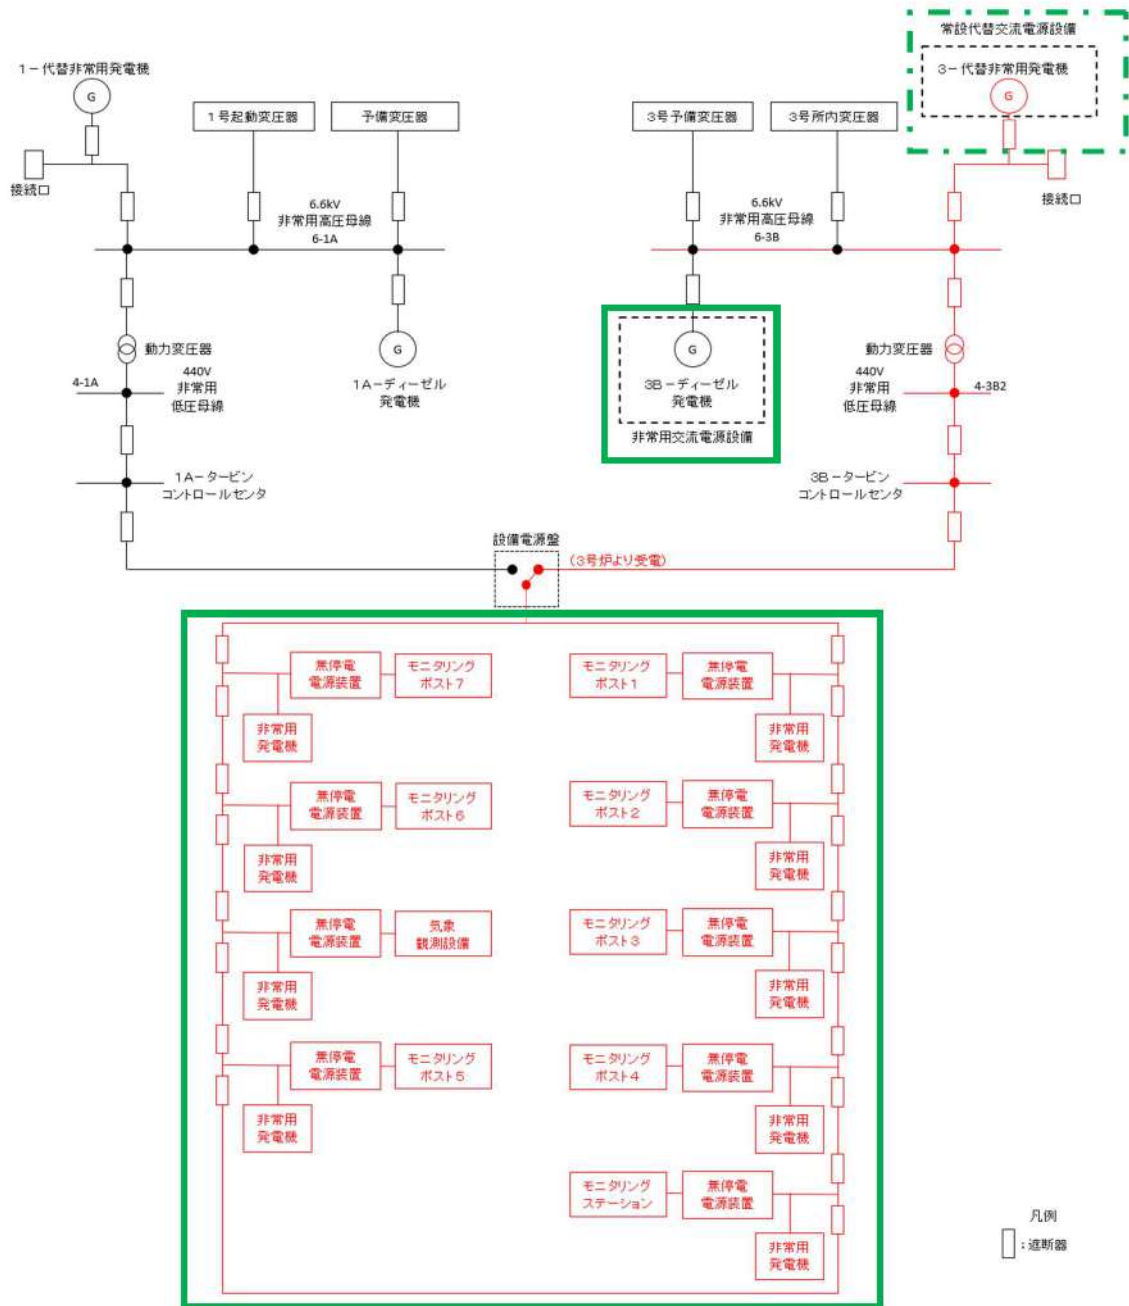 常設代替交流電源設備
1－代替非常用発電機
3－代替非常用発電機
G
G
1号起動変圧器
予備変圧器
3号予備変圧器
3号所内変圧器
接続口
接続口
6.6kV
非常用高圧母線
6-1A
6.6kV
非常用高圧母線
6-3B
動力変圧器
G
1A－ディーゼル
発電機
G
3B－ディーゼル
発電機
非常用交流電源設備
動力変圧器
4-1A
440V
非常用
低圧母線
440V
非常用
低圧母線
4-3B2
1A－タービン
コントロールセンタ
3B－タービン
コントロールセンタ
設備電源盤
（3号炉より受電）
無停電
電源装置
モニタリング
ポスト7
モニタリング
ポスト1
無停電
電源装置
非常用
発電機
非常用
発電機
無停電
電源装置
モニタリング
ポスト6
モニタリング
ポスト2
無停電
電源装置
非常用
発電機
非常用
発電機
無停電
電源装置
気象
観測設備
モニタリング
ポスト3
無停電
電源装置
非常用
発電機
非常用
発電機
無停電
電源装置
モニタリング
ポスト5
モニタリング
ポスト4
無停電
電源装置
非常用
発電機
非常用
発電機
モニタリング
ステーション
無停電
電源装置
非常用
発電機
凡例
：遮断器